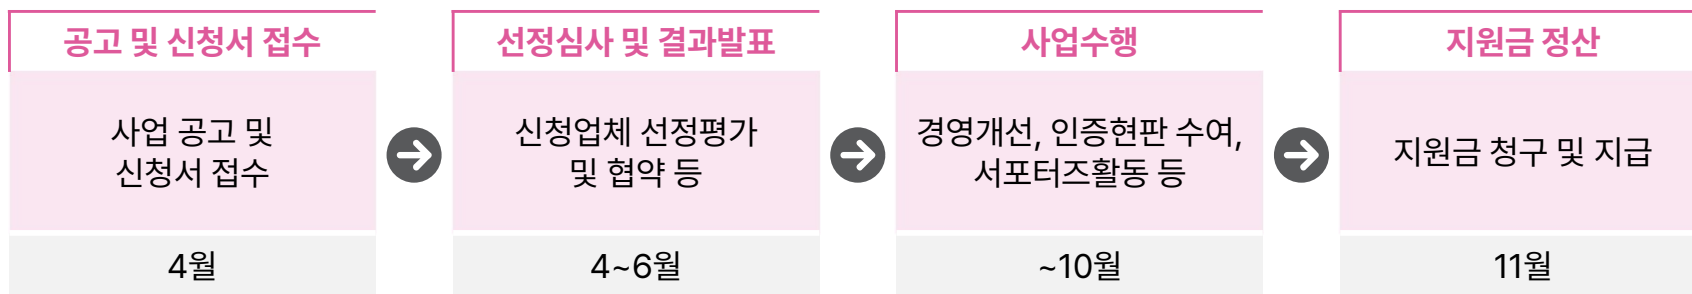 공고 및 신청서 접수
사업 공고 및
신청서 접수
4월
선정심사 및 결과발표
신청업체 선정평가
및 협약 등
4~6월
사업수행
경영개선, 인증현판 수여,
서포터즈활동 등
~10월
지원금 정산
지원금 청구 및 지급
11월